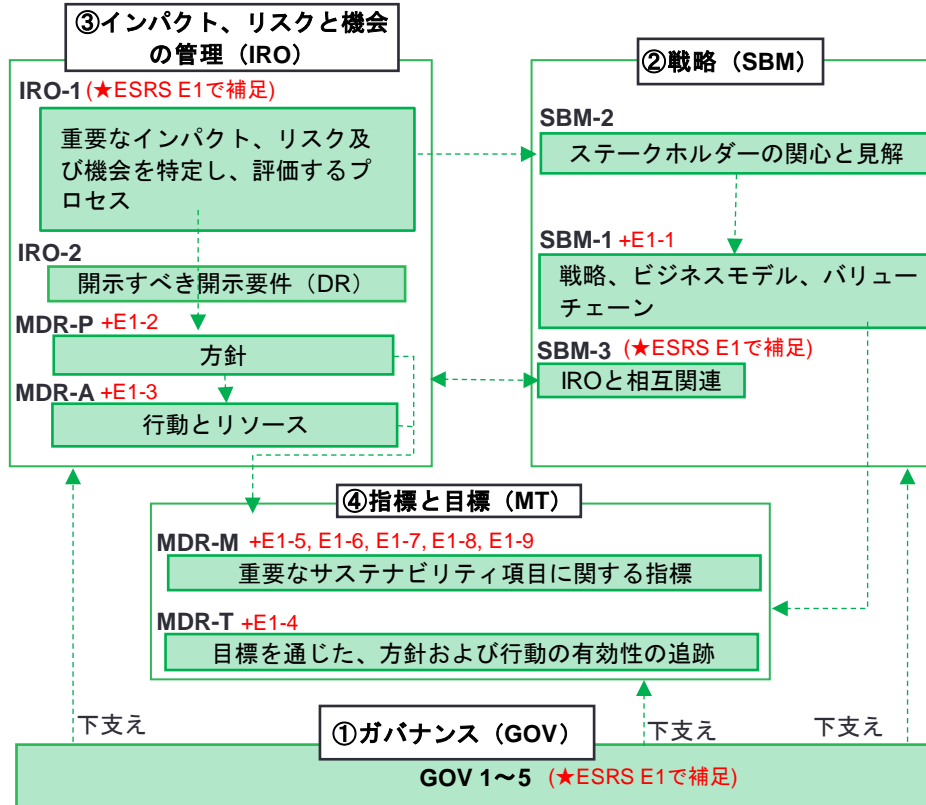 ③インパクト、リスクと機会
の管理（IRO）
IRO-1 (★ESRS E1で補足)
重要なインパクト、リスク及
び機会を特定し、評価するプ
ロセス
IRO-2
開示すべき開示要件（DR）
MDR-P +E1-2
方針
MDR-A +E1-3
行動とリソース
②戦略（SBM）
SBM-2
ステークホルダーの関心と見解
SBM-1 +E1-1
戦略、ビジネスモデル、バリュー
チェーン
SBM-3 (★ESRS E1で補足)
IROと相互関連
④指標と目標（MT）
MDR-M +E1-5, E1-6, E1-7, E1-8, E1-9
重要なサステナビリティ項目に関する指標
MDR-T +E1-4
目標を通じた、方針および行動の有効性の追跡
下支え
下支え
下支え
①ガバナンス（GOV）
GOV 1～5 (★ESRS E1で補足)